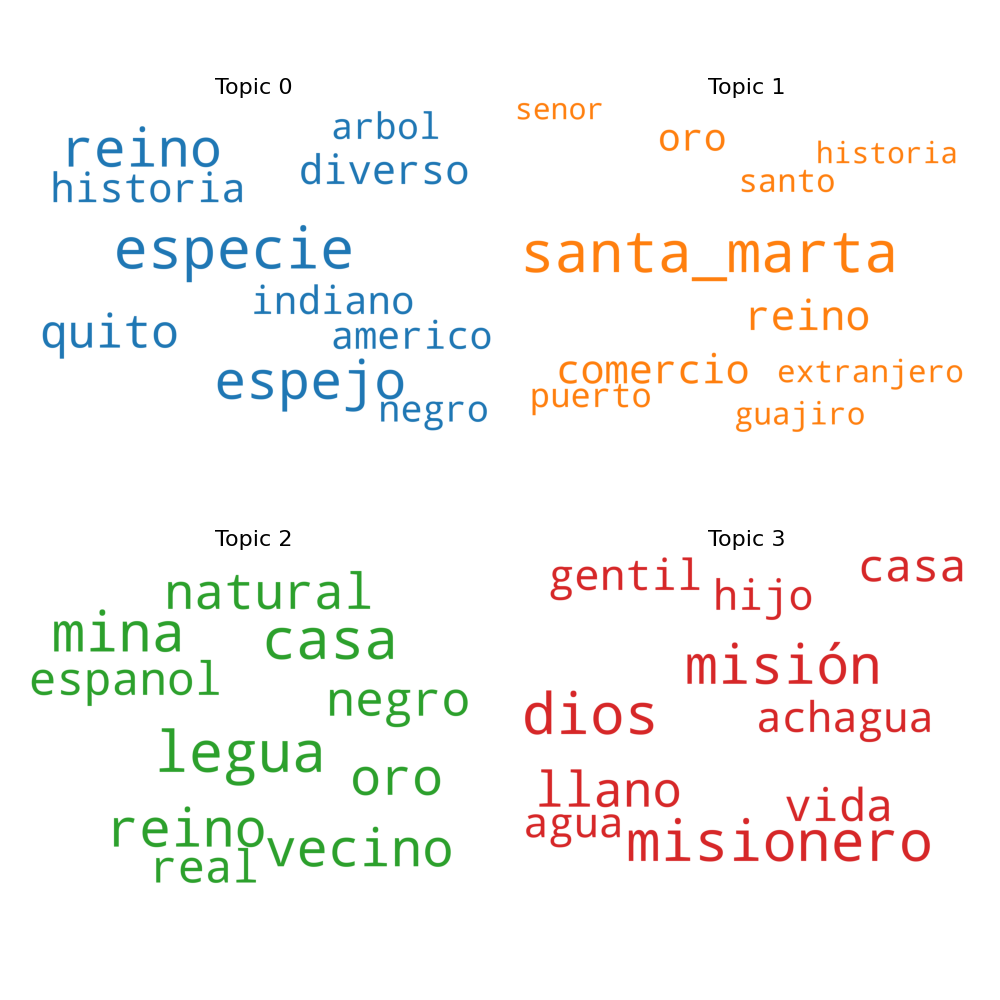 Topic 0
arbol
reino
diverso
historia
especie
indiano
quito
americo
espejo
negro
Topic 1
senor
oro
historia
santo
santa_marta
reino
comercio
extranjero
puerto
guajiro
Topic 2
natural
mina
casa
espanol
negro
legua
oro
reino
vecino
real
Topic 3
casa
gentil
hijo
misión
dios
achagua
llano
vida
agua
misionero